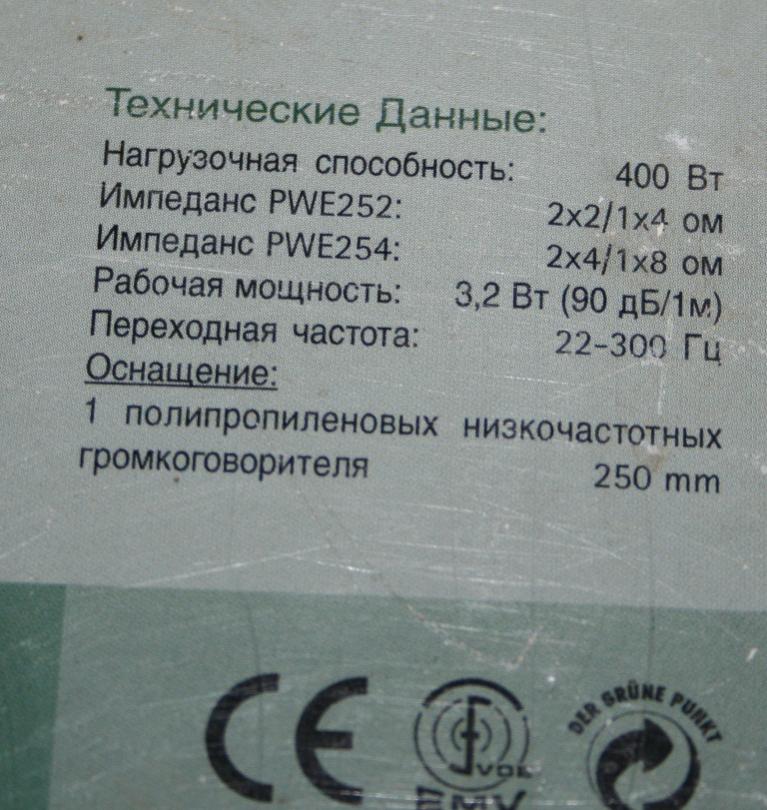 Технические Данные:
Нагрузочная способность: 400 Вт
Импеданс PWE252: 2x2/1x4 ом
Импеданс PWE254: 2x4/1x8 ом
Рабочая мощность: 3,2 Вт (90 дБ/1м)
Переходная частота: 22-300 Гц
Оснащение:
1 полипропиленовых низкочастотных
громкоговорителя 250 mm
CE
VDE
EMV
DER GRÜNE PUNKT